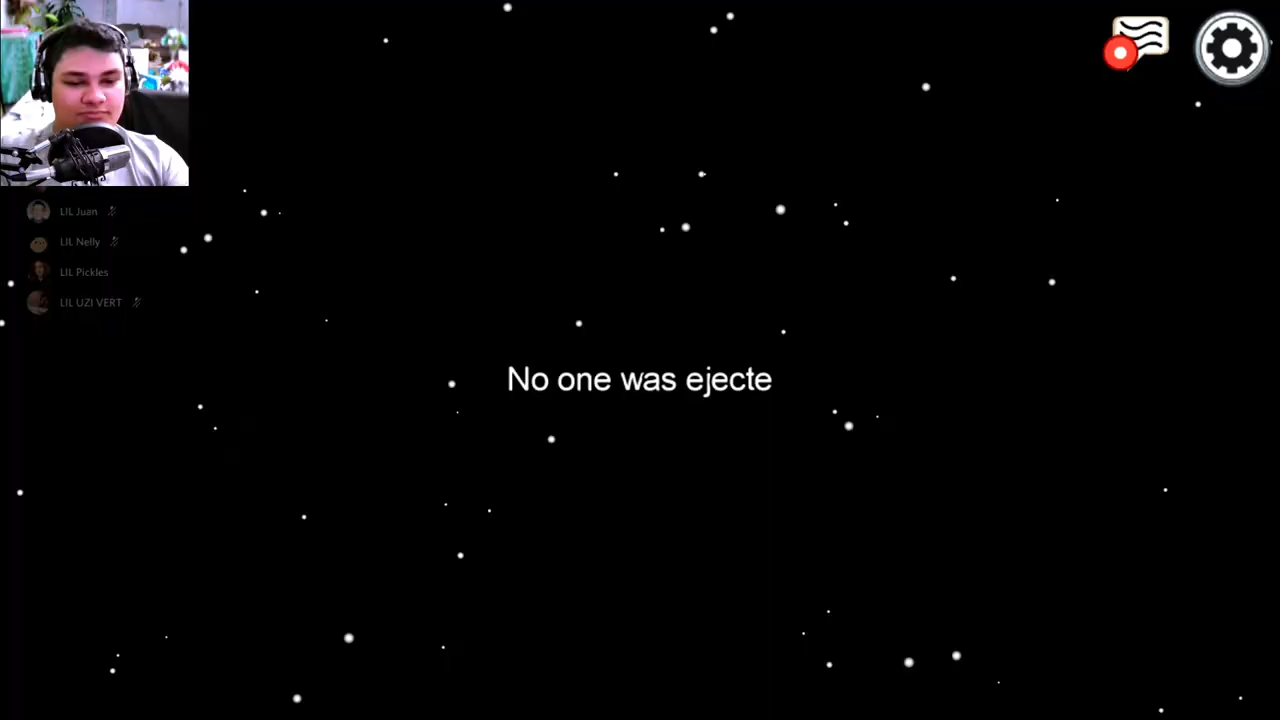 LIL Juan
LIL Nelly
LIL Pickles
LIL UZI VERT
No one was ejecte